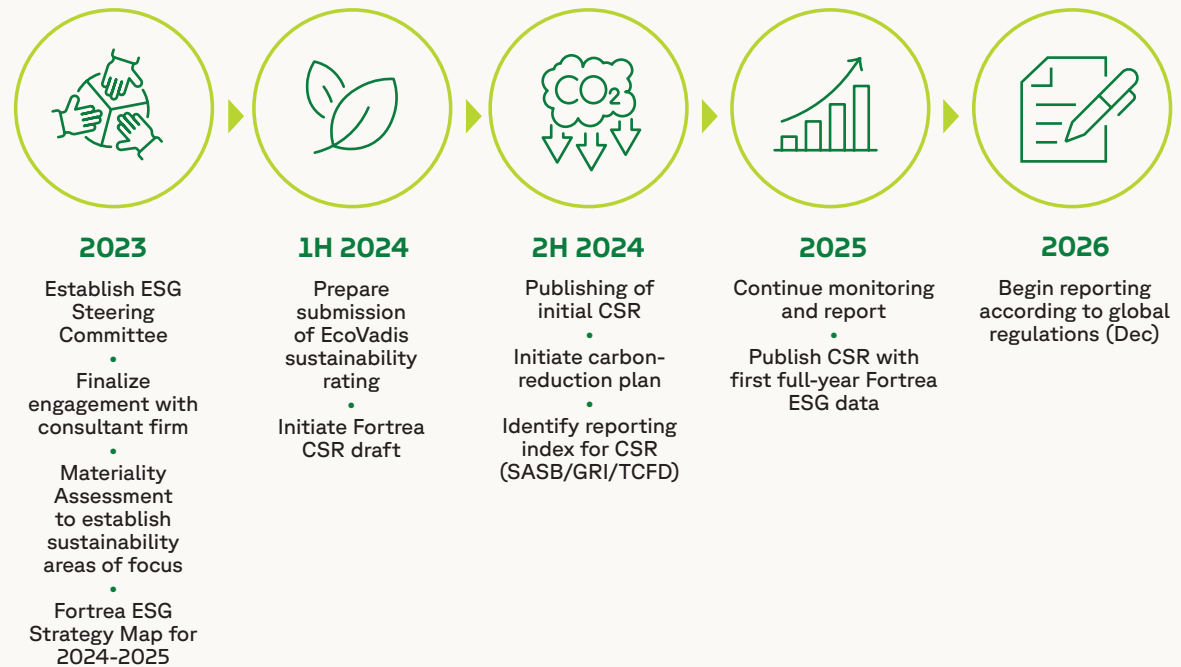 CO2
2023
Establish ESG
Steering
Committee
•
Finalize
engagement with
consultant firm
•
Materiality
Assessment
to establish
sustainability
areas of focus
•
Fortrea ESG
Strategy Map for
2024-2025
1H 2024
Prepare
submission
of EcoVadis
sustainability
rating
•
Initiate Fortrea
CSR draft
2H 2024
Publishing of
initial CSR
•
Initiate carbon-
reduction plan
•
Identify reporting
index for CSR
(SASB/GRI/TCFD)
2025
Continue monitoring
and report
•
Publish CSR with
first full-year Fortrea
ESG data
2026
Begin reporting
according to global
regulations (Dec)